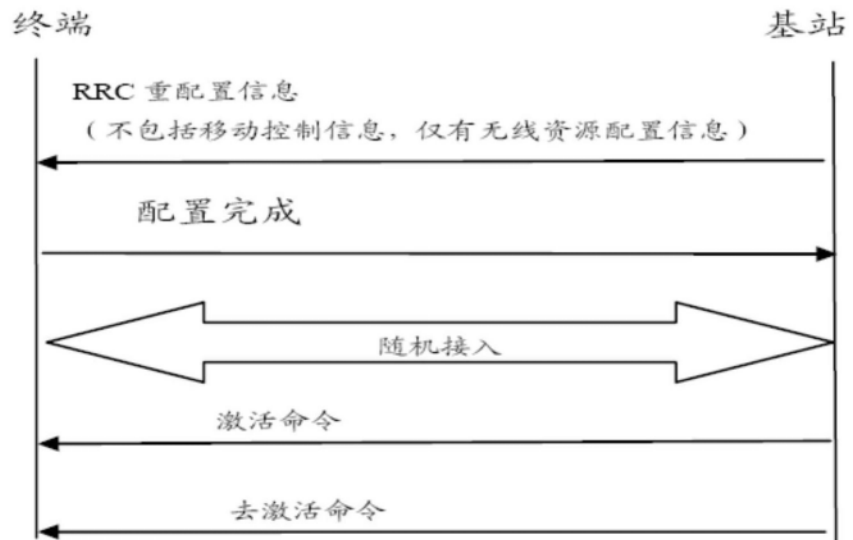 终端
基站
RRC 重配置信息
（不包括移动控制信息，仅有无线资源配置信息）
配置完成
随机接入
激活命令
去激活命令